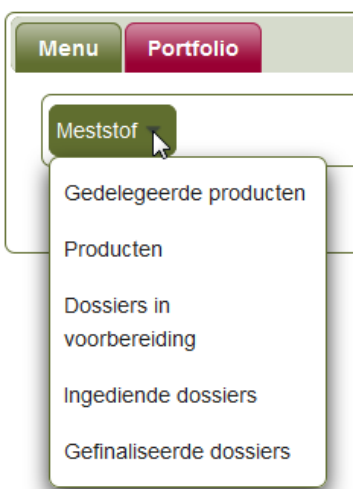 Menu Portfolio
Meststof
Gedelegeerde producten
Producten
Dossiers in
voorbereiding
Ingediende dossiers
Gefinaliseerde dossiers